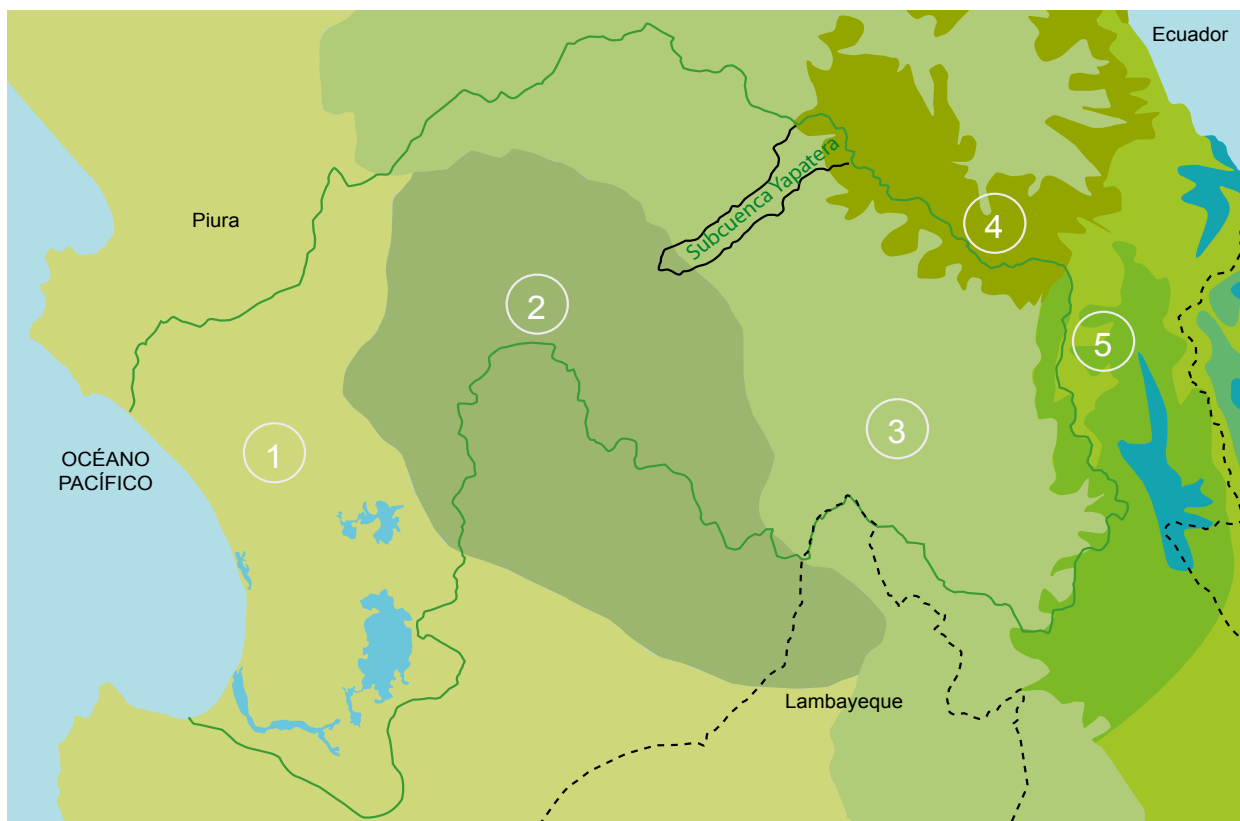 Ecuador
Subcuenca Yapatera
Piura
4
2
5
3
1
OCÉANO
PACÍFICO
Lambayeque